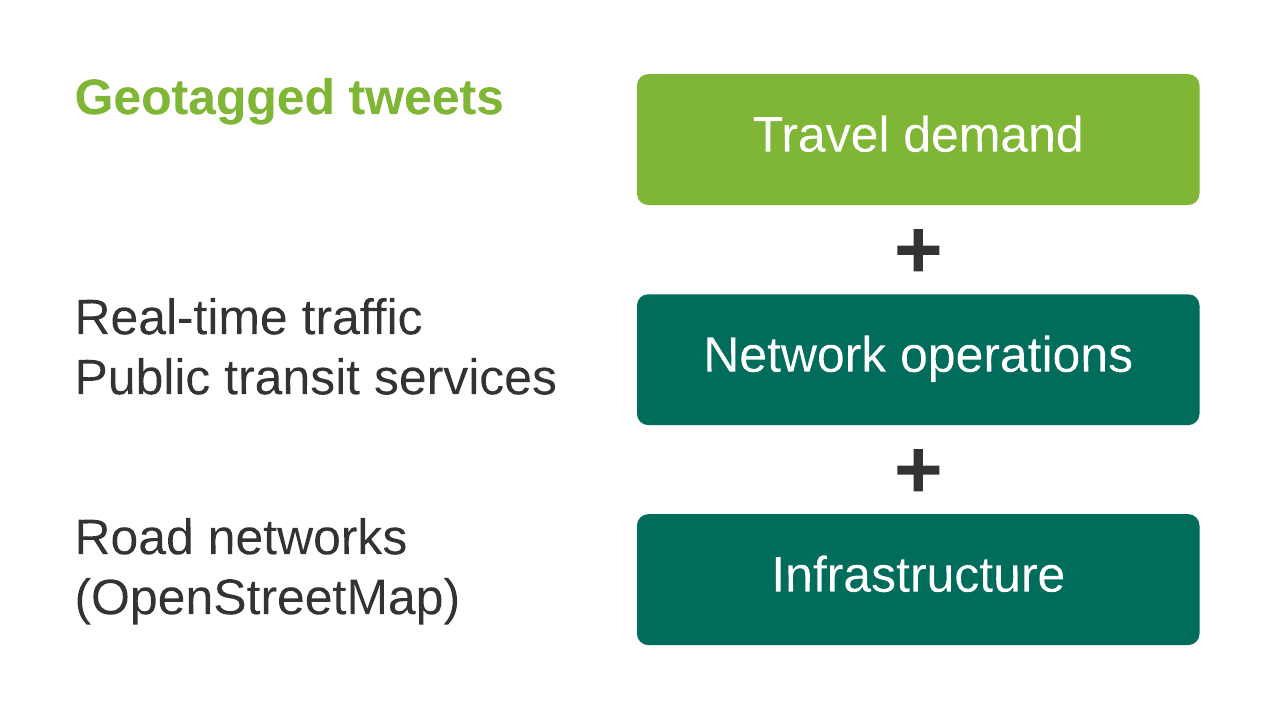 Geotagged tweets
Travel demand
+
Real-time traffic
Public transit services
Network operations
+
Road networks
(OpenStreetMap)
Infrastructure